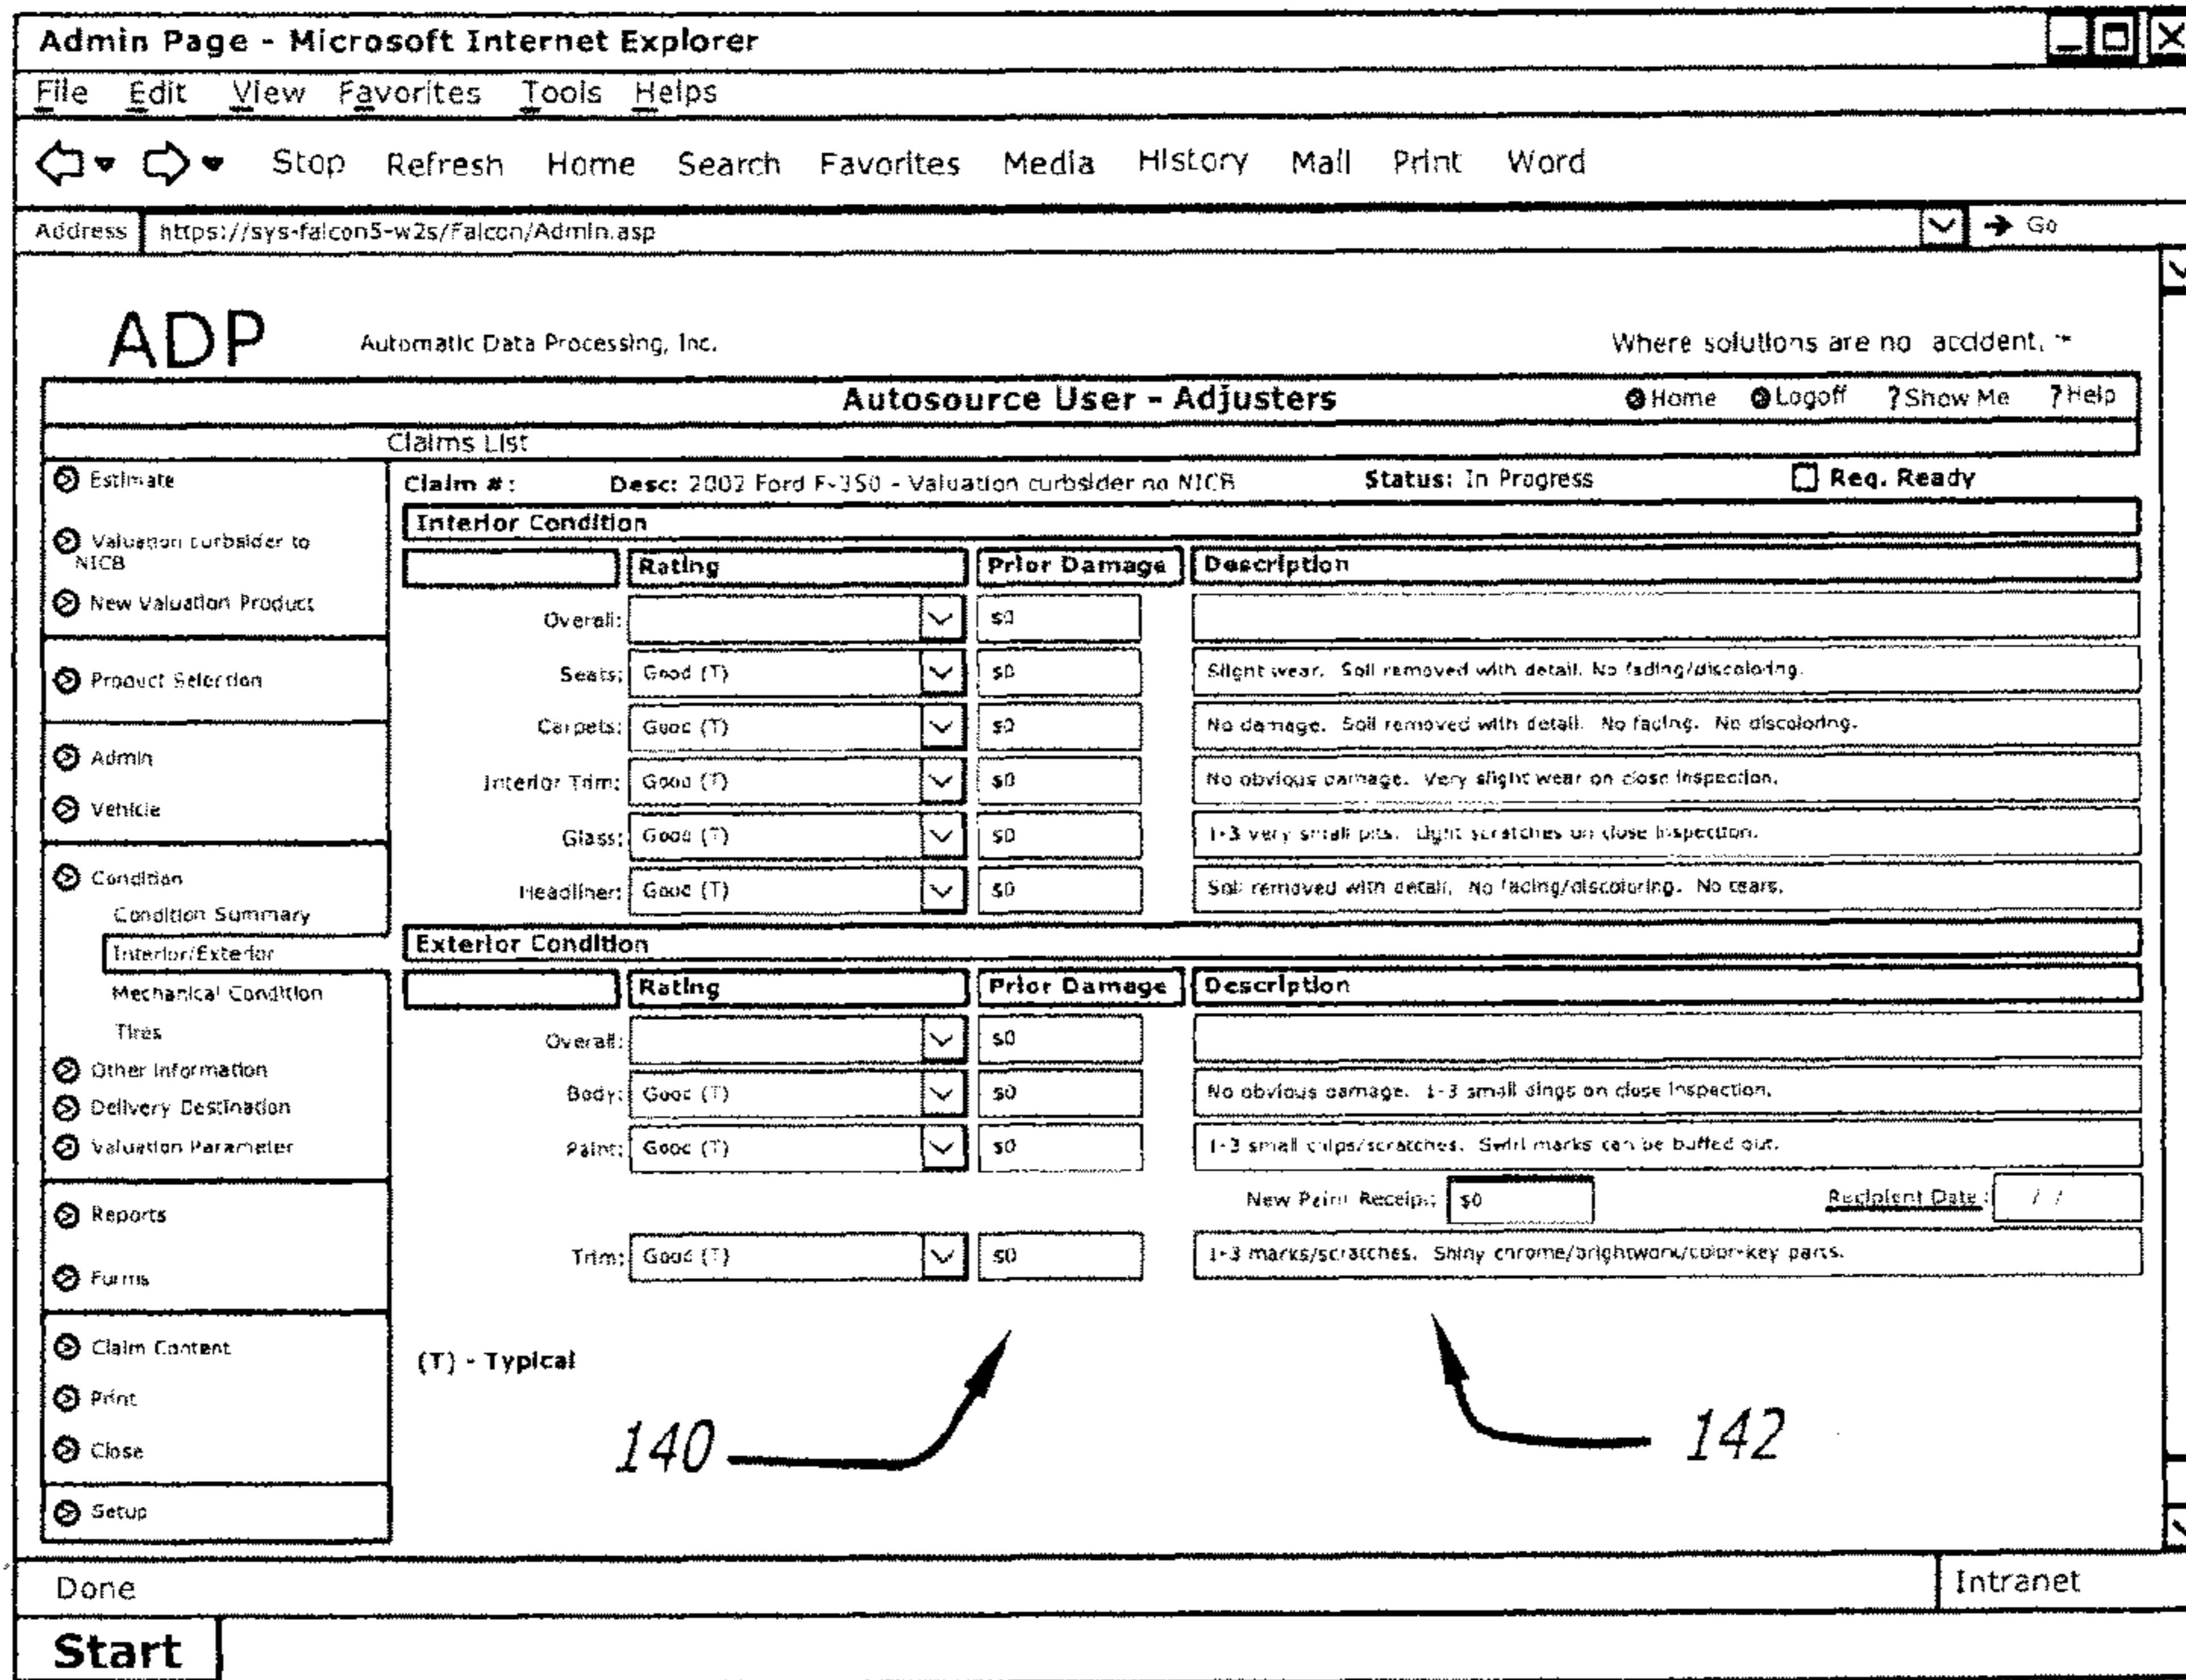 Admin Page - Microsoft Internet Explorer
File Edit View Favorites Tools Helps
Stop Refresh Home Search Favorites Media History Mail Print Word
Address https://sys-falcon5-w2s/Falcon/Admin.asp Go
ADP Automatic Data Processing, Inc. Where solutions are no accident.
Autosource User - Adjusters Home Logoff ? Show Me ? Help
Claims List
Estimate
Valuation curbsider to
NICB
New Valuation Product
Product Selection
Admin
Vehicle
Condition
Condition Summary
Interior/Exterior
Mechanical Condition
Tires
Other Information
Delivery Destination
Valuation Parameter
Reports
Forms
Claim Content
Print
Close
Setup
Claim #: Desc: 2002 Ford F-350 - Valuation curbsider no NICB Status: In Progress Req. Ready
Interior Condition
Rating Prior Damage Description
Overall: $0
Seats: Good (T) $0 Slight wear. Soil removed with detail. No fading/discoloring.
Carpets: Good (T) $0 No damage. Soil removed with detail. No fading. No discoloring.
Interior Trim: Good (T) $0 No obvious damage. Very slight wear on close inspection.
Glass: Good (T) $0 1-3 very small pits. Light scratches on close inspection.
Headliner: Good (T) $0 Soil removed with detail. No fading/discoloring. No tears.
Exterior Condition
Rating Prior Damage Description
Overall: $0
Body: Good (T) $0 No obvious damage. 1-3 small dings on close inspection.
Paint: Good (T) $0 1-3 small chips/scratches. Swirl marks can be buffed out.
New Paint Receipt: $0 Recipient Date: / /
Trim: Good (T) $0 1-3 marks/scratches. Shiny chrome/brightwork/color-key parts.
(T) - Typical
140 142
Done Intranet
Start